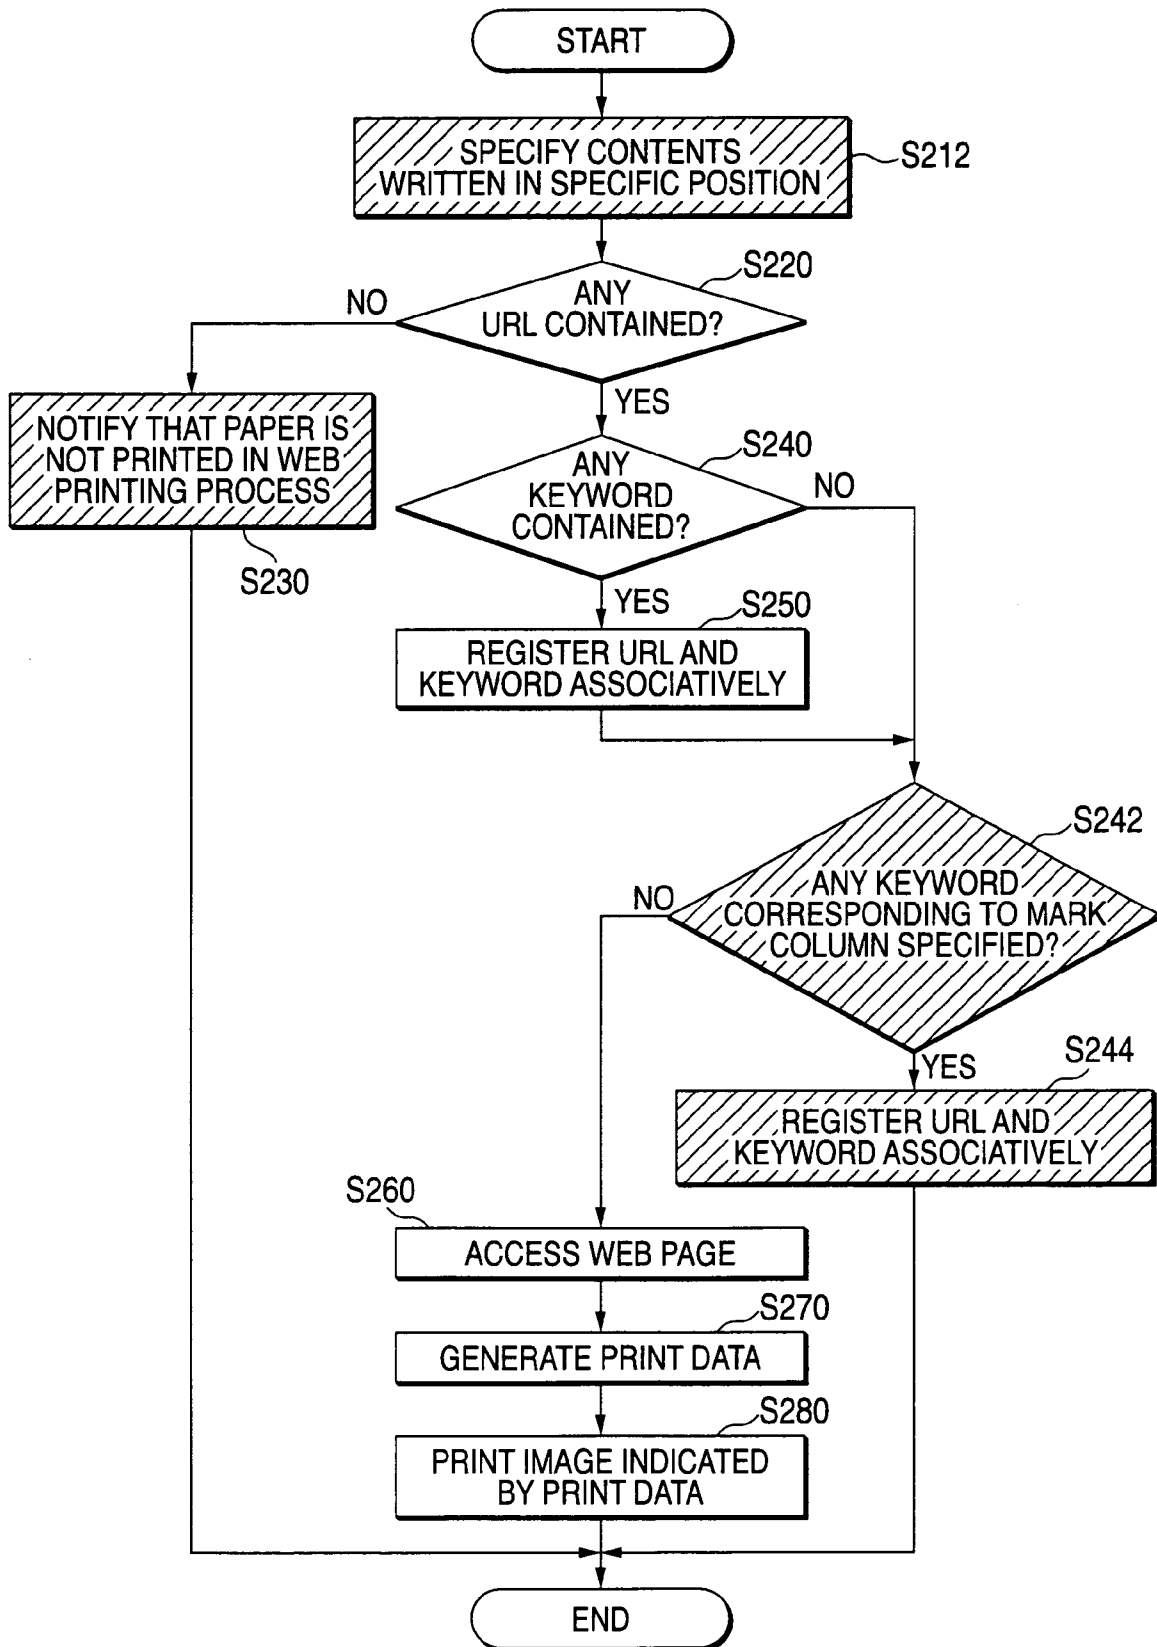 START
SPECIFY CONTENTS
WRITTEN IN SPECIFIC POSITION
S212
S220
ANY
URL CONTAINED?
NO
YES
NOTIFY THAT PAPER IS
NOT PRINTED IN WEB
PRINTING PROCESS
S230
S240
ANY
KEYWORD
CONTAINED?
NO
YES
S250
REGISTER URL AND
KEYWORD ASSOCIATIVELY
S242
ANY KEYWORD
CORRESPONDING TO MARK
COLUMN SPECIFIED?
NO
YES
S244
REGISTER URL AND
KEYWORD ASSOCIATIVELY
S260
ACCESS WEB PAGE
S270
GENERATE PRINT DATA
S280
PRINT IMAGE INDICATED
BY PRINT DATA
END